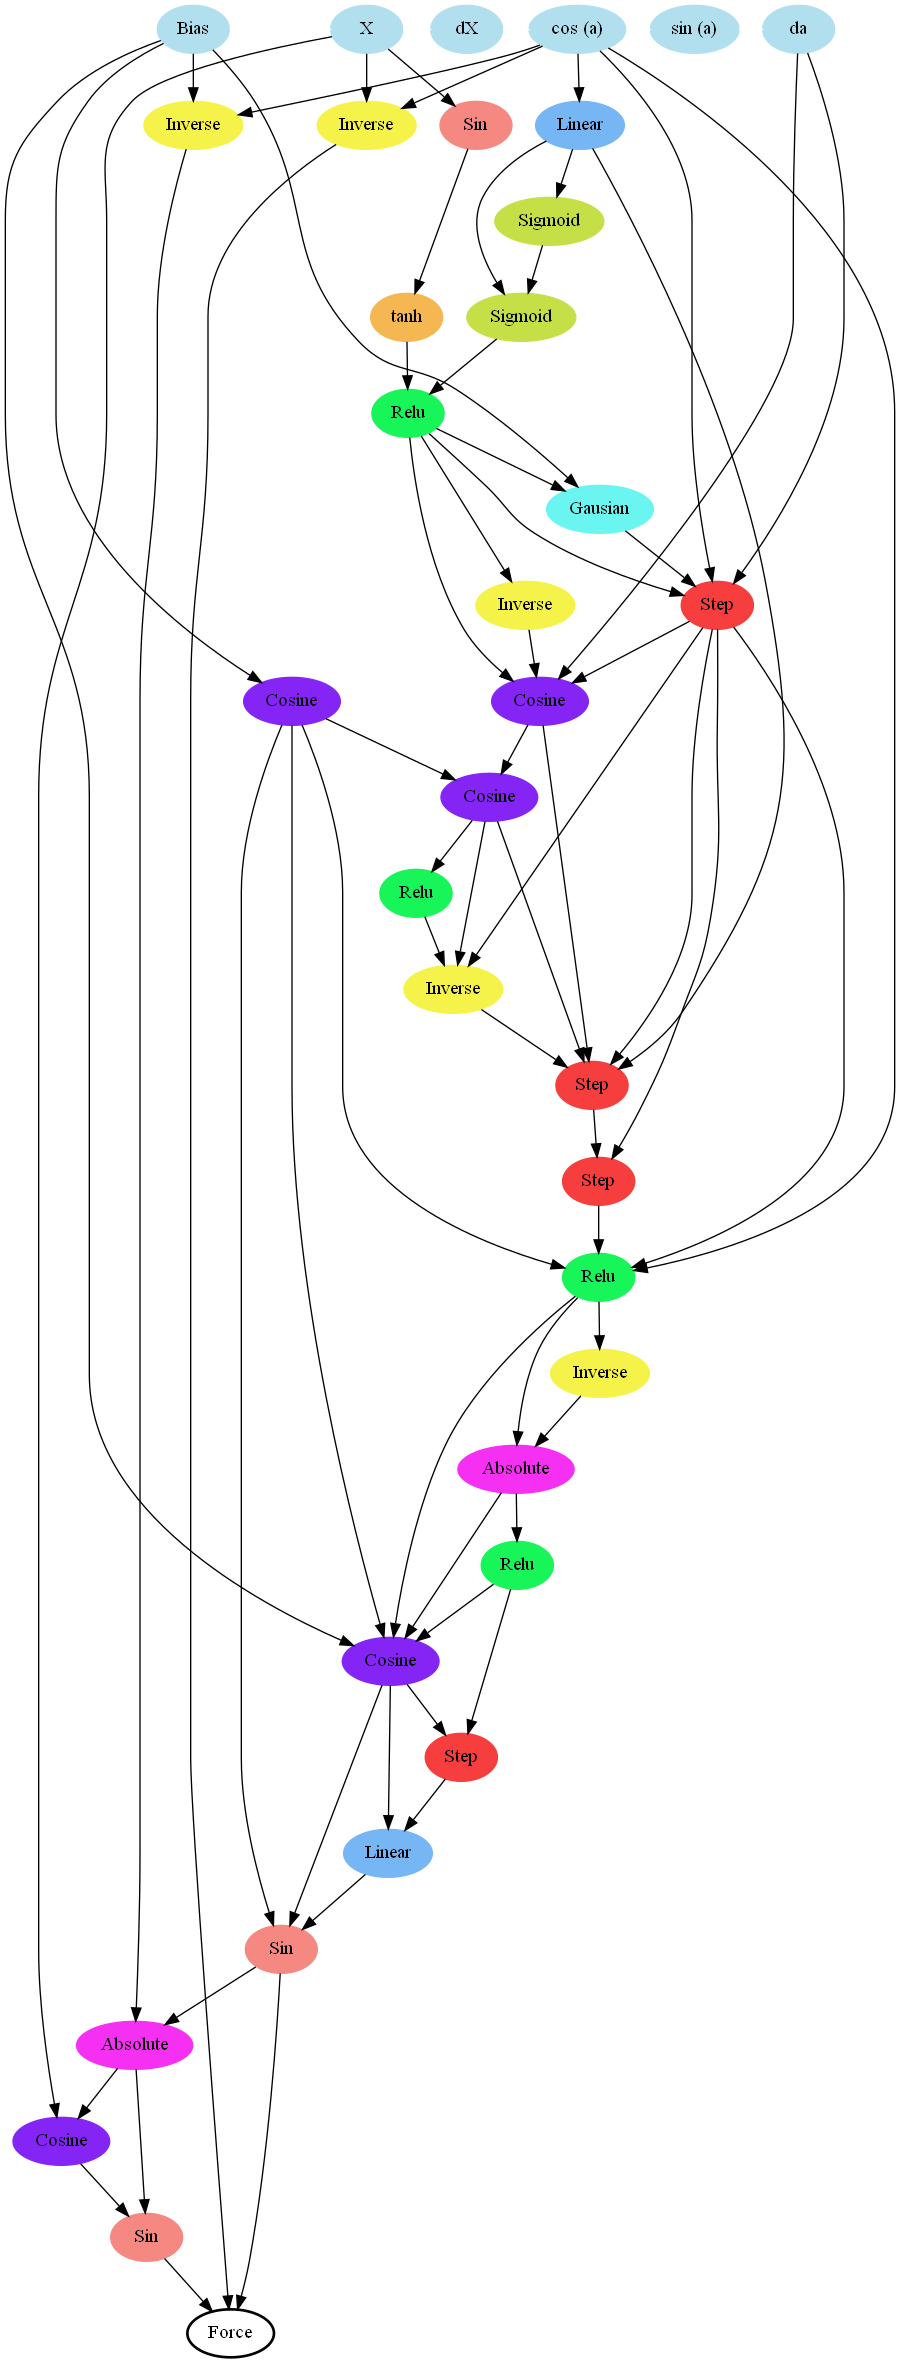 Bias
X
dX
cos (a)
sin (a)
da
Inverse
Inverse
Sin
Linear
Sigmoid
tanh
Sigmoid
Relu
Gausian
Inverse
Step
Cosine
Cosine
Cosine
Relu
Inverse
Step
Step
Relu
Inverse
Absolute
Relu
Cosine
Step
Linear
Sin
Absolute
Cosine
Sin
Force